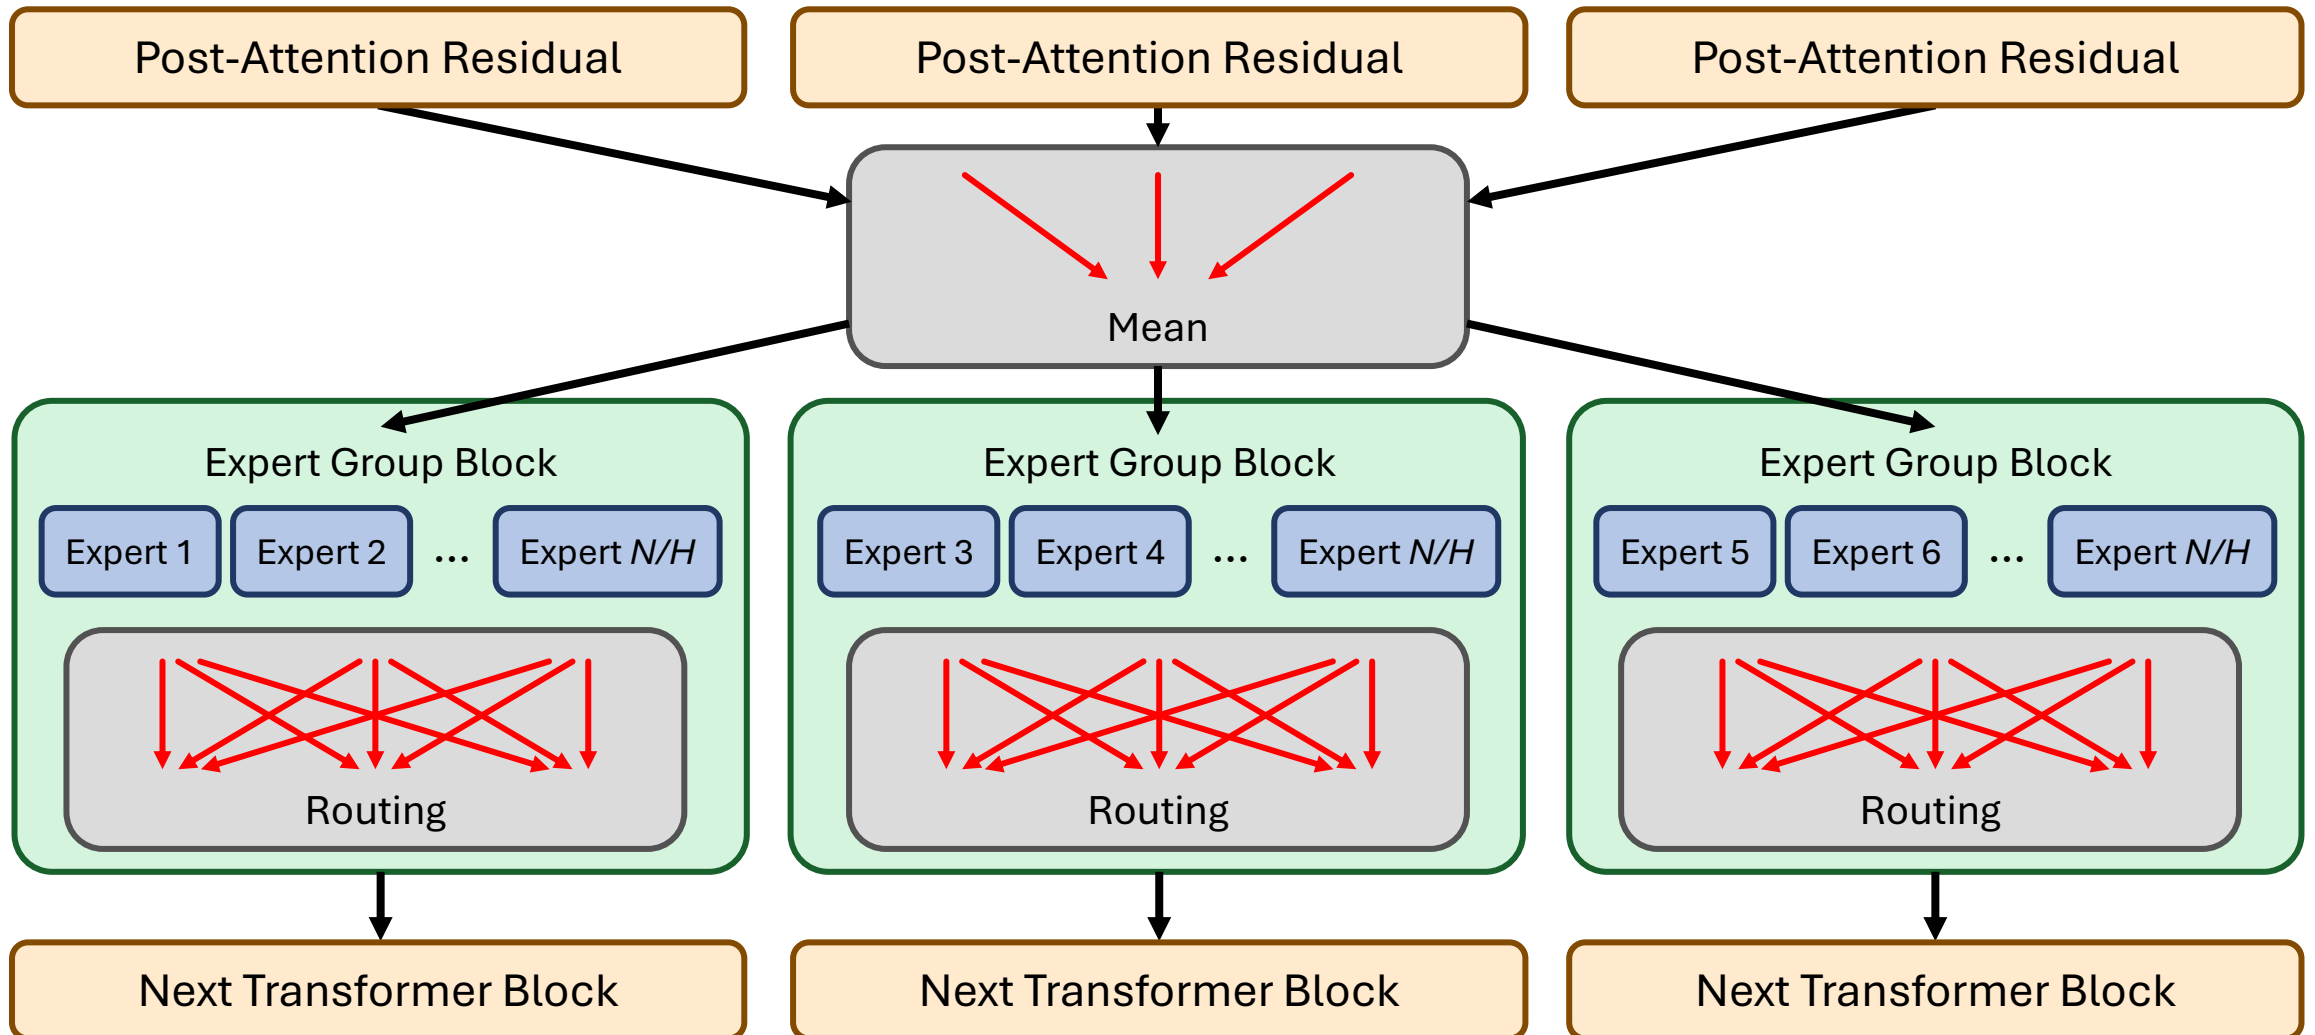 Post-Attention Residual
Post-Attention Residual
Post-Attention Residual
Mean
Expert Group Block
Expert 1
Expert 2
...
Expert N/H
Routing
Expert Group Block
Expert 3
Expert 4
...
Expert N/H
Routing
Expert Group Block
Expert 5
Expert 6
...
Expert N/H
Routing
Next Transformer Block
Next Transformer Block
Next Transformer Block